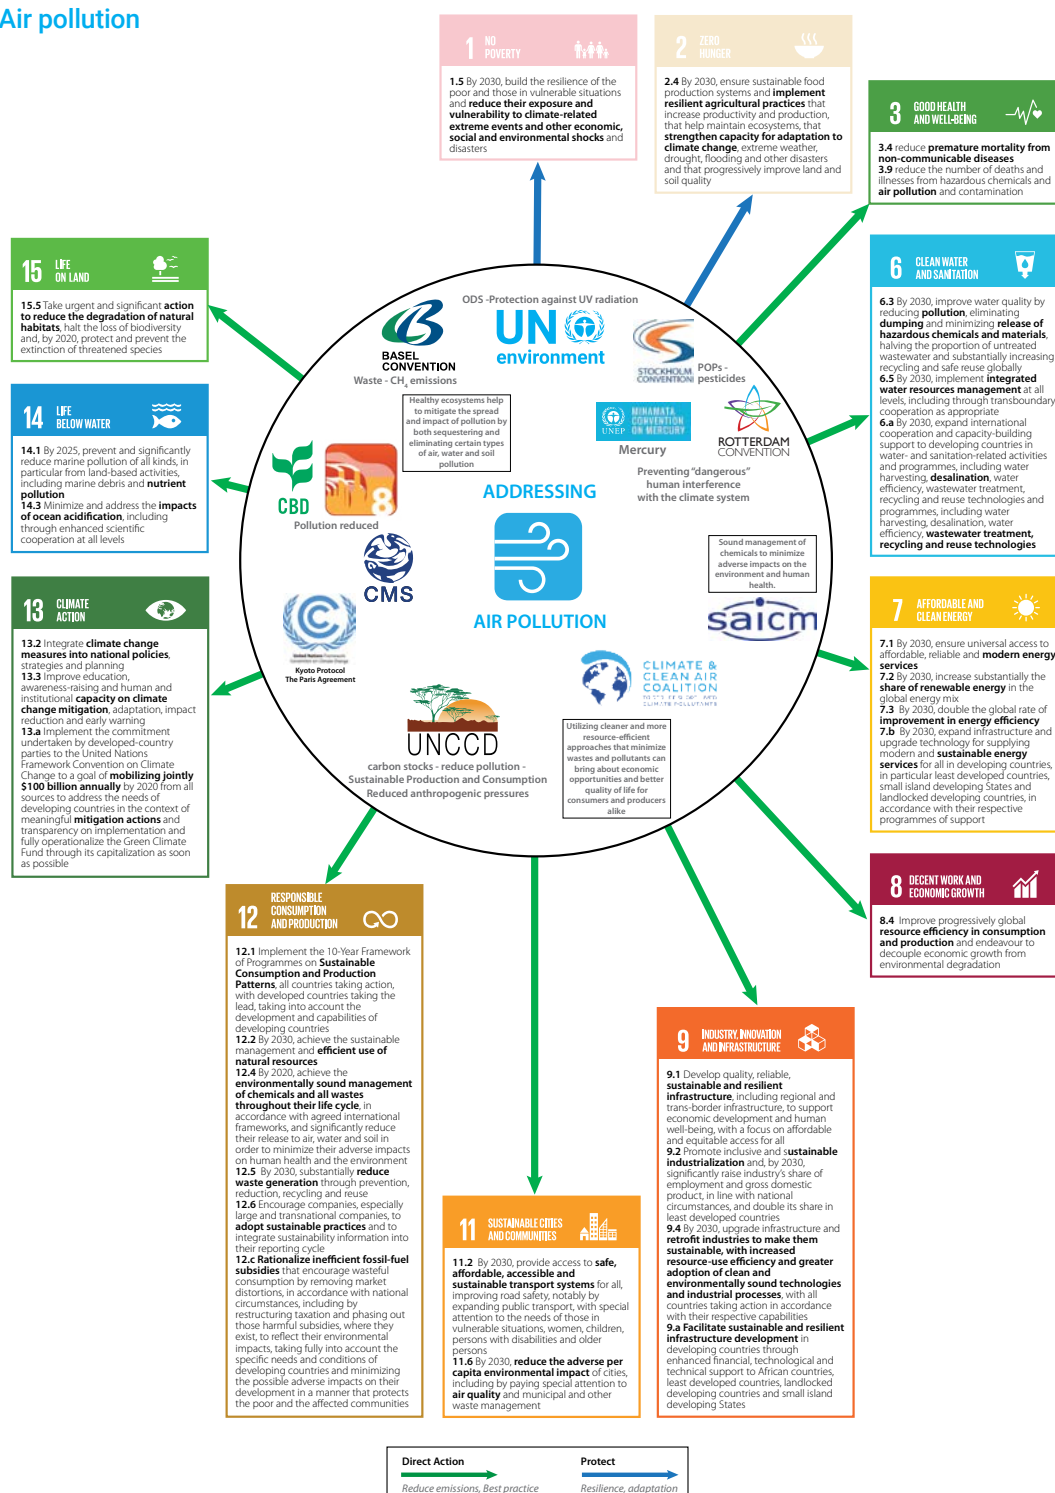 Air pollution
1 NO
POVERTY
1.5 By 2030, build the resilience of the
poor and those in vulnerable situations
and reduce their exposure and
vulnerability to climate-related
extreme events and other economic,
social and environmental shocks and
disasters
2 ZERO
HUNGER
2.4 By 2030, ensure sustainable food
production systems and implement
resilient agricultural practices that
increase productivity and production,
that help maintain ecosystems, that
strengthen capacity for adaptation to
climate change, extreme weather,
drought, flooding and other disasters
and that progressively improve land and
soil quality
3 GOOD HEALTH
AND WELL-BEING
3.4 reduce premature mortality from
non-communicable diseases
3.9 reduce the number of deaths and
illnesses from hazardous chemicals and
air pollution and contamination
15 LIFE
ON LAND
15.5 Take urgent and significant action
to reduce the degradation of natural
habitats, halt the loss of biodiversity
and, by 2020, protect and prevent the
extinction of threatened species
6 CLEAN WATER
AND SANITATION
6.3 By 2030, improve water quality by
reducing pollution, eliminating
dumping and minimizing release of
hazardous chemicals and materials,
halving the proportion of untreated
wastewater and substantially increasing
recycling and safe reuse globally
6.5 By 2030, implement integrated
water resources management at all
levels, including through transboundary
cooperation as appropriate
6.a By 2030, expand international
cooperation and capacity-building
support to developing countries in
water- and sanitation-related activities
and programmes, including water
harvesting, desalination, water
efficiency, wastewater treatment,
recycling and reuse technologies and
programmes, including water
harvesting, desalination, water
efficiency, wastewater treatment,
recycling and reuse technologies
14 LIFE
BELOW WATER
14.1 By 2025, prevent and significantly
reduce marine pollution of all kinds, in
particular from land-based activities,
including marine debris and nutrient
pollution
14.3 Minimize and address the impacts
of ocean acidification, including
through enhanced scientific
cooperation at all levels
ODS -Protection against UV radiation
UN
environment
BASEL
CONVENTION
Waste - CH4 emissions
STOCKHOLM
CONVENTION
POPs -
pesticides
Healthy ecosystems help
to mitigate the spread
and impact of pollution by
both sequestering and
eliminating certain types
of air, water and soil
pollution
UNEP
MINAMATA
CONVENTION
ON MERCURY
Mercury
ROTTERDAM
CONVENTION
Preventing "dangerous"
human interference
with the climate system
CBD
8
Pollution reduced
ADDRESSING
AIR POLLUTION
CMS
Sound management of
chemicals to minimize
adverse impacts on the
environment and human
health.
saicm
Kyoto Protocol
The Paris Agreement
CLIMATE &
CLEAN AIR
COALITION
CLIMATE POLLUTANTS
UNCCD
carbon stocks - reduce pollution -
Sustainable Production and Consumption
Reduced anthropogenic pressures
Utilizing cleaner and more
resource-efficient
approaches that minimize
wastes and pollutants can
bring about economic
opportunities and better
quality of life for
consumers and producers
alike
13 CLIMATE
ACTION
13.2 Integrate climate change
measures into national policies,
strategies and planning
13.3 Improve education,
awareness-raising and human and
institutional capacity on climate
change mitigation, adaptation, impact
reduction and early warning
13.a Implement the commitment
undertaken by developed-country
parties to the United Nations
Framework Convention on Climate
Change to a goal of mobilizing jointly
$100 billion annually by 2020 from all
sources to address the needs of
developing countries in the context of
meaningful mitigation actions and
transparency on implementation and
fully operationalize the Green Climate
Fund through its capitalization as soon
as possible
7 AFFORDABLE AND
CLEAN ENERGY
7.1 By 2030, ensure universal access to
affordable, reliable and modern energy
services
7.2 By 2030, increase substantially the
share of renewable energy in the
global energy mix
7.3 By 2030, double the global rate of
improvement in energy efficiency
7.b By 2030, expand infrastructure and
upgrade technology for supplying
modern and sustainable energy
services for all in developing countries,
in particular least developed countries,
small island developing States and
landlocked developing countries, in
accordance with their respective
programmes of support
8 DECENT WORK AND
ECONOMIC GROWTH
8.4 Improve progressively global
resource efficiency in consumption
and production and endeavour to
decouple economic growth from
environmental degradation
12 RESPONSIBLE
CONSUMPTION
AND PRODUCTION
12.1 Implement the 10-Year Framework
of Programmes on Sustainable
Consumption and Production
Patterns, all countries taking action,
with developed countries taking the
lead, taking into account the
development and capabilities of
developing countries
12.2 By 2030, achieve the sustainable
management and efficient use of
natural resources
12.4 By 2020, achieve the
environmentally sound management
of chemicals and all wastes
throughout their life cycle, in
accordance with agreed international
frameworks, and significantly reduce
their release to air, water and soil in
order to minimize their adverse impacts
on human health and the environment
12.5 By 2030, substantially reduce
waste generation through prevention,
reduction, recycling and reuse
12.6 Encourage companies, especially
large and transnational companies, to
adopt sustainable practices and to
integrate sustainability information into
their reporting cycle
12.c Rationalize inefficient fossil-fuel
subsidies that encourage wasteful
consumption by removing market
distortions, in accordance with national
circumstances, including by
restructuring taxation and phasing out
those harmful subsidies, where they
exist, to reflect their environmental
impacts, taking fully into account the
specific needs and conditions of
developing countries and minimizing
the possible adverse impacts on their
development in a manner that protects
the poor and the affected communities
11 SUSTAINABLE CITIES
AND COMMUNITIES
11.2 By 2030, provide access to safe,
affordable, accessible and
sustainable transport systems for all,
improving road safety, notably by
expanding public transport, with special
attention to the needs of those in
vulnerable situations, women, children,
persons with disabilities and older
persons
11.6 By 2030, reduce the adverse per
capita environmental impact of cities,
including by paying special attention to
air quality and municipal and other
waste management
9 INDUSTRY, INNOVATION
AND INFRASTRUCTURE
9.1 Develop quality, reliable,
sustainable and resilient
infrastructure, including regional and
trans-border infrastructure, to support
economic development and human
well-being, with a focus on affordable
and equitable access for all
9.2 Promote inclusive and sustainable
industrialization and, by 2030,
significantly raise industry's share of
employment and gross domestic
product, in line with national
circumstances, and double its share in
least developed countries
9.4 By 2030, upgrade infrastructure and
retrofit industries to make them
sustainable, with increased
resource-use efficiency and greater
adoption of clean and
environmentally sound technologies
and industrial processes, with all
countries taking action in accordance
with their respective capabilities
9.a Facilitate sustainable and resilient
infrastructure development in
developing countries through
enhanced financial, technological and
technical support to African countries,
least developed countries, landlocked
developing countries and small island
developing States
Direct Action
Reduce emissions, Best practice
Protect
Resilience, adaptation